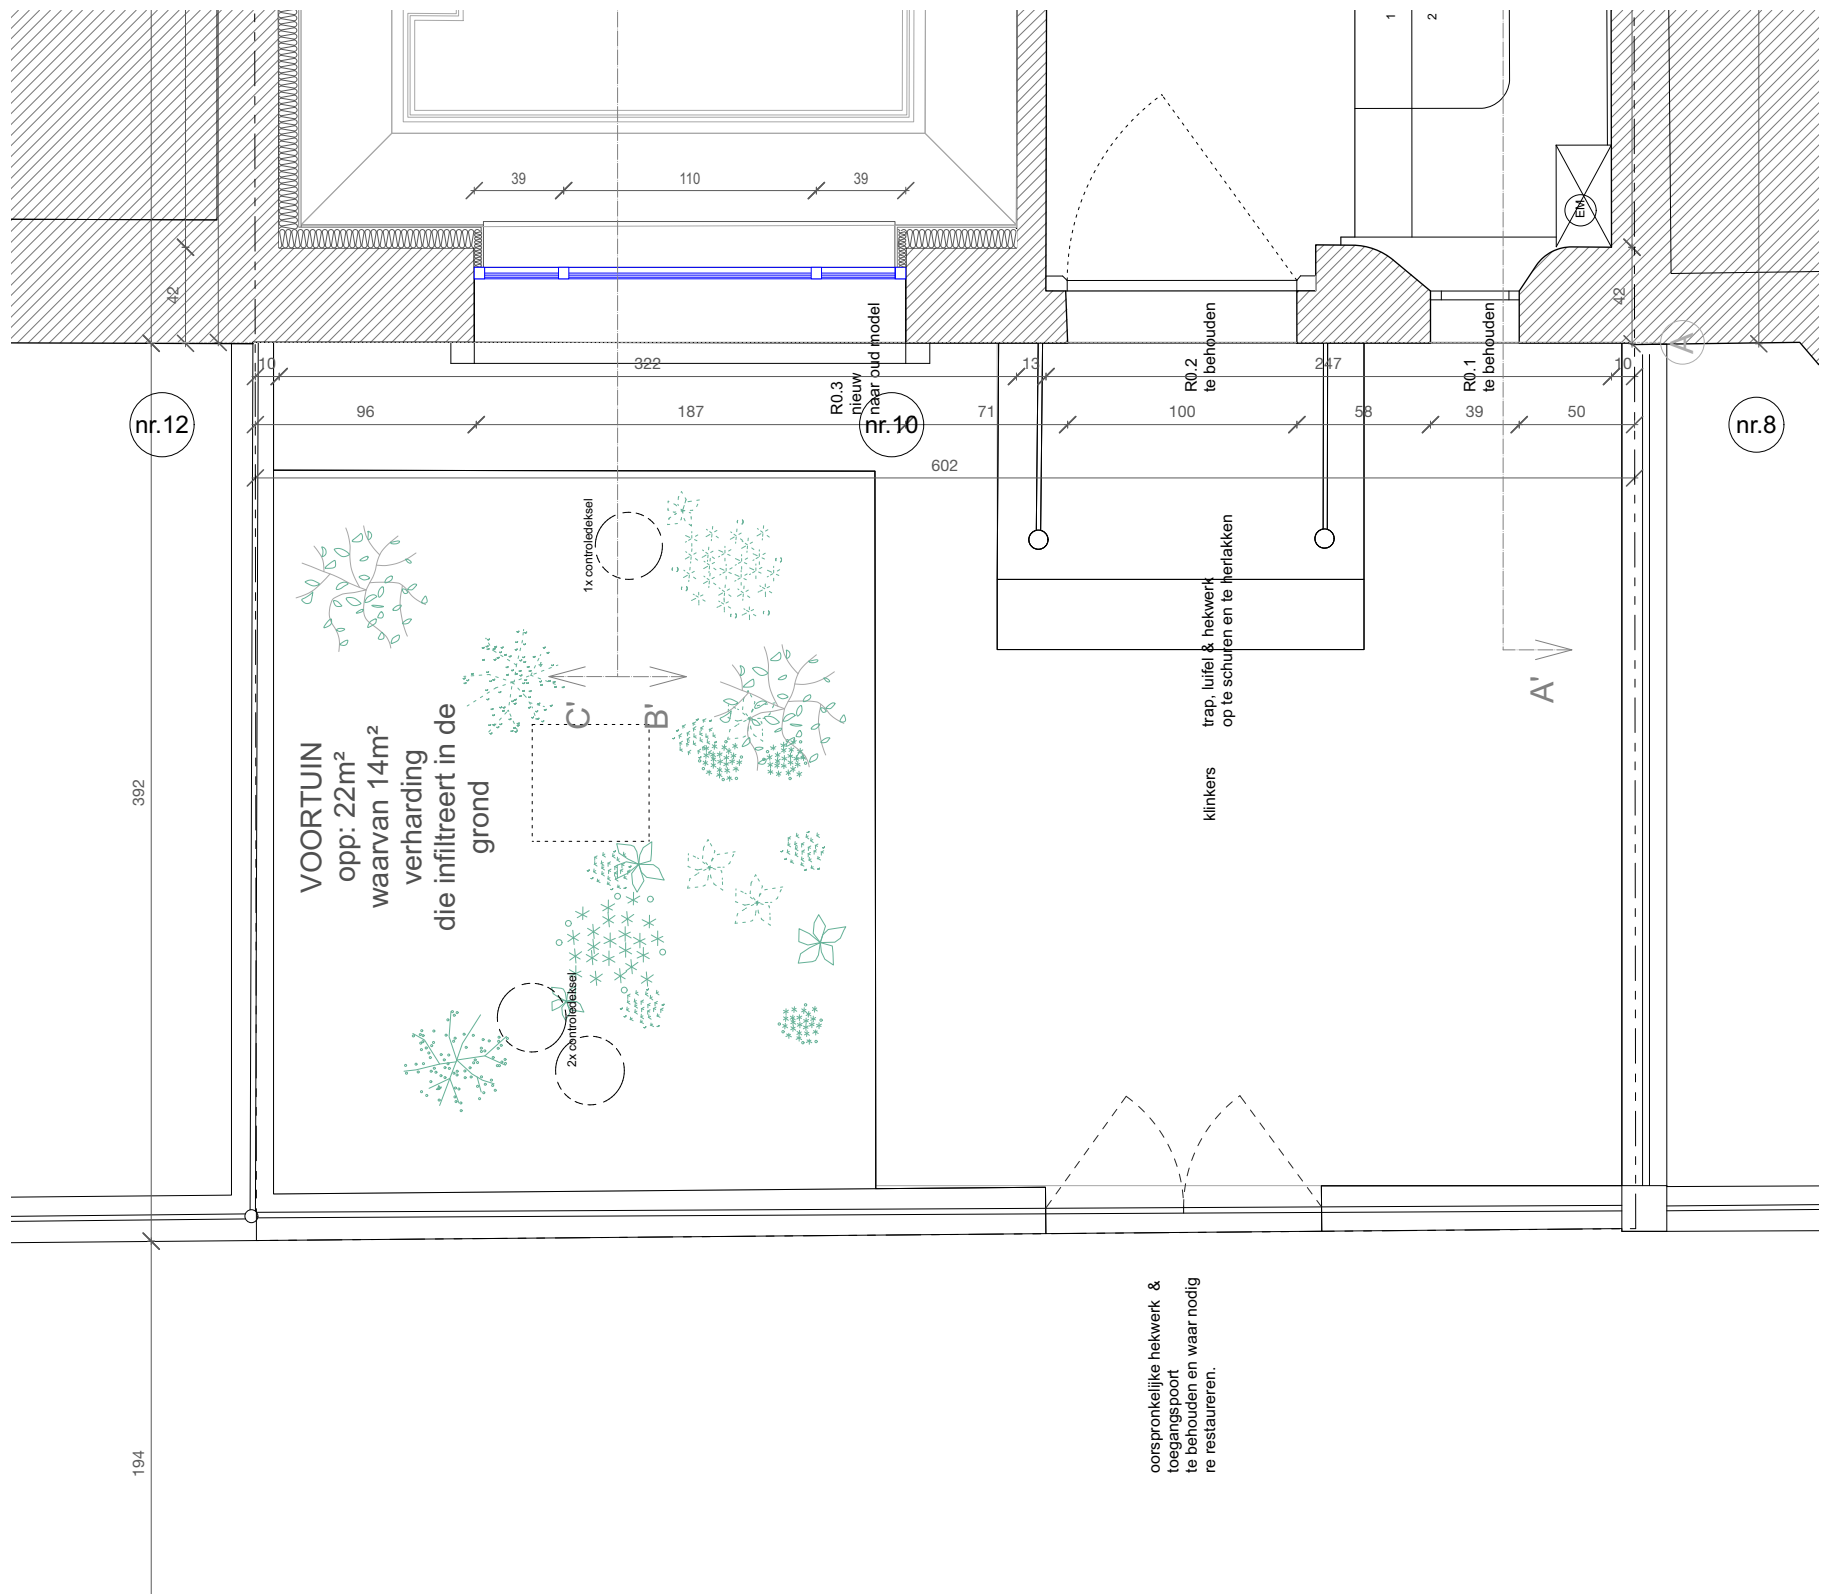 1
2
39
110
39
EM
42
42
A
10
322
13
247
10
R0.3
nieuw
naar oud model
R0.2
te behouden
R0.1
te behouden
96
187
71
100
58
39
50
nr.12
nr.10
nr.8
602
1x controledeksel
trap, luifel & hekwerk
op te schuren en te herlakken
C'
B'
A'
VOORTUIN
opp: 22m²
waarvan 14m²
verharding
die infiltreert in de
grond
392
klinkers
2x controledeksel
oorspronkelijke hekwerk &
toegangspoort
te behouden en waar nodig
re restaureren.
194